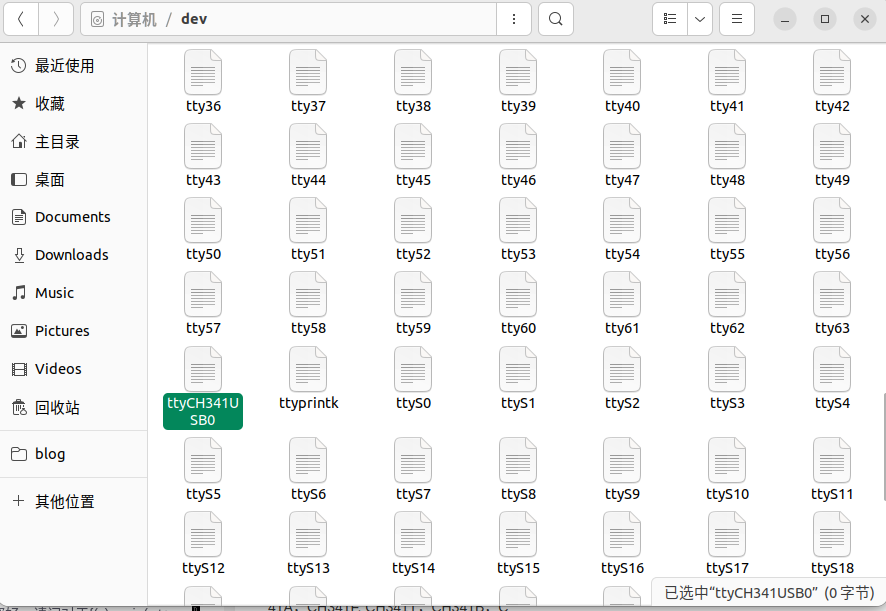 计算机 / dev
最近使用
收藏
主目录
桌面
Documents
Downloads
Music
Pictures
Videos
回收站
blog
其他位置
tty36 tty37 tty38 tty39 tty40 tty41 tty42
tty43 tty44 tty45 tty46 tty47 tty48 tty49
tty50 tty51 tty52 tty53 tty54 tty55 tty56
tty57 tty58 tty59 tty60 tty61 tty62 tty63
ttyCH341U
SB0
ttyprintk ttyS0 ttyS1 ttyS2 ttyS3 ttyS4
ttyS5 ttyS6 ttyS7 ttyS8 ttyS9 ttyS10 ttyS11
ttyS12 ttyS13 ttyS14 ttyS15 ttyS16 ttyS17 ttyS18
已选中“ttyCH341USB0” (0 字节)